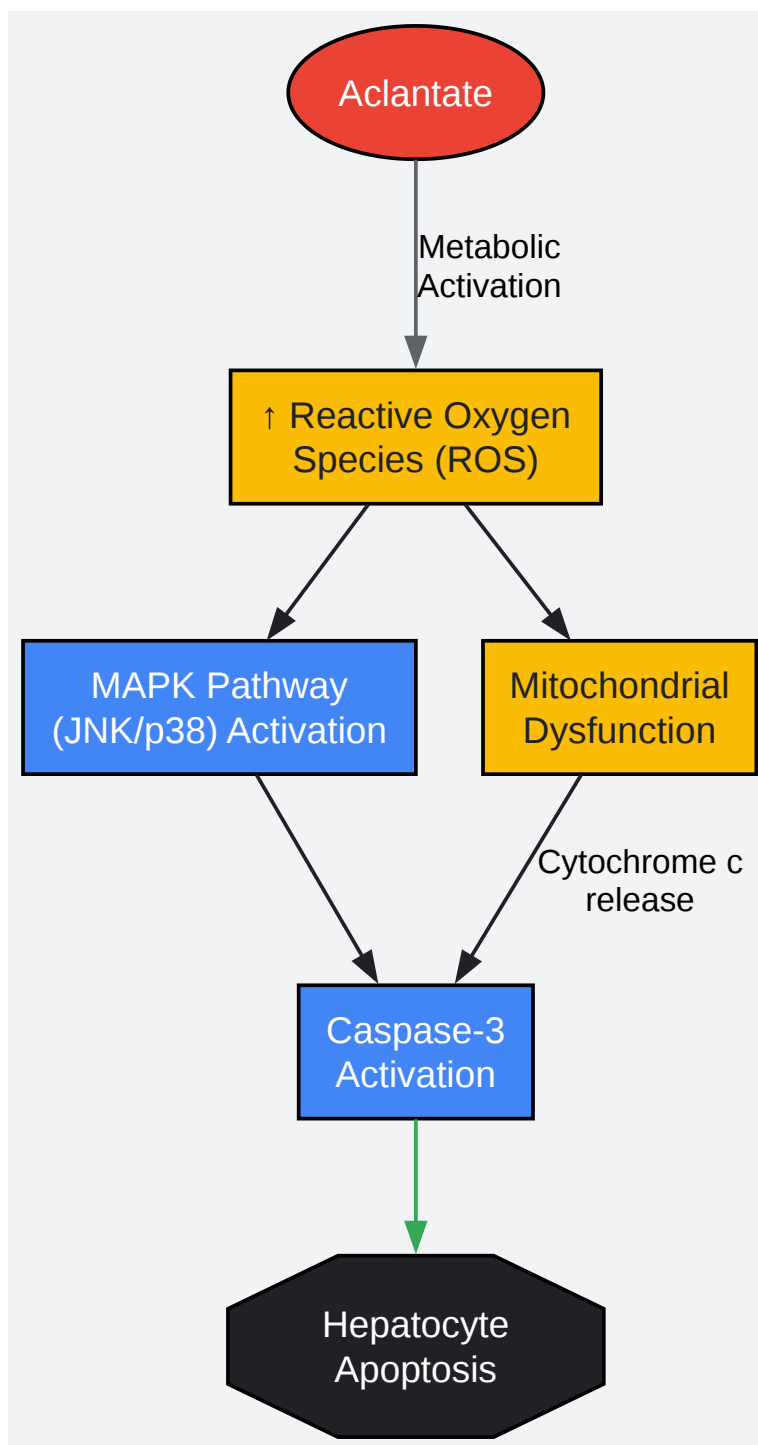 Aclantate
Metabolic
Activation
↑ Reactive Oxygen
Species (ROS)
MAPK Pathway
(JNK/p38) Activation
Mitochondrial
Dysfunction
Cytochrome c
release
Caspase-3
Activation
Hepatocyte
Apoptosis